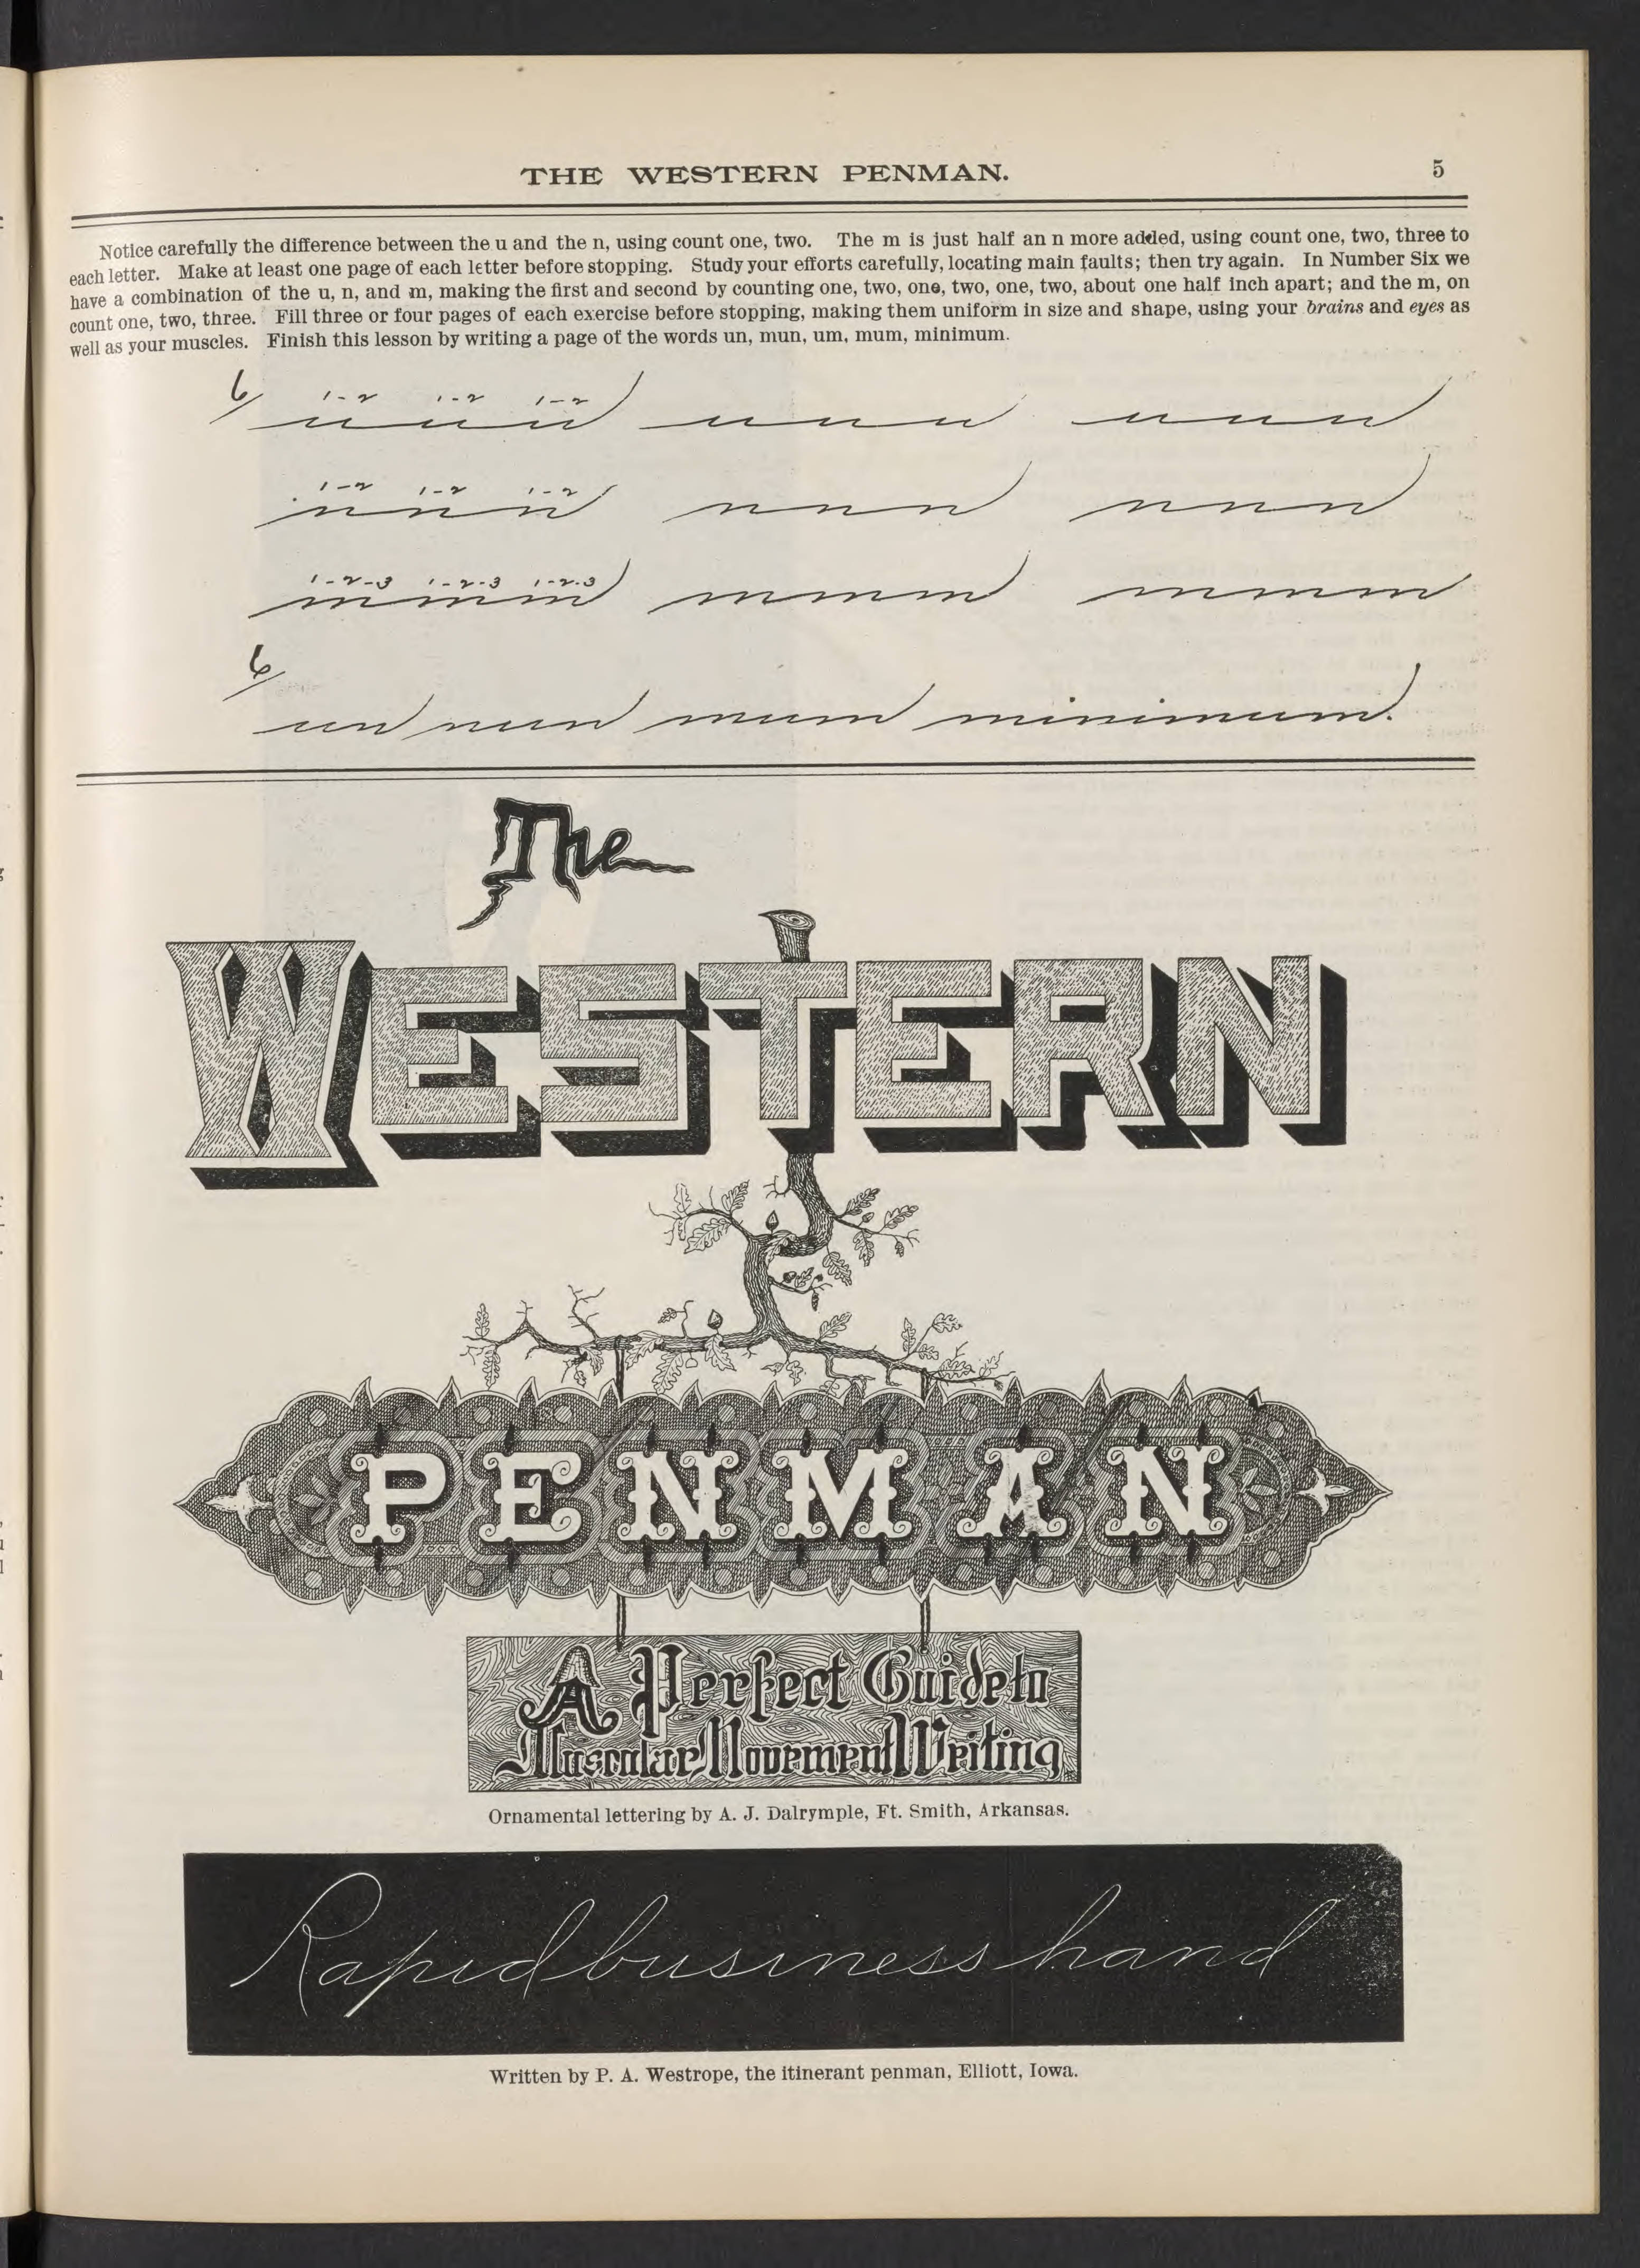 THE WESTERN PENMAN. 5
Notice carefully the difference between the u and the n, using count one, two. The m is just half an n more added, using count one, two, three to
each letter. Make at least one page of each letter before stopping. Study your efforts carefully, locating main faults; then try again. In Number Six we
have a combination of the u, n, and m, making the first and second by counting one, two, one, two, one, two, about one half inch apart; and the m, on
count one, two, three. Fill three or four pages of each exercise before stopping, making them uniform in size and shape, using your brains and eyes as
well as your muscles. Finish this lesson by writing a page of the words un, mun, um, mum, minimum.
6
1-2 1-2 1-2
u u u u u u u u u
1-2 1-2 1-2
n n n n n n n n n
1-2-3 1-2-3 1-2-3
m m m m m m m m m
6
un nun mum minimum.
The
WESTERN
PENMAN
A Perfect Guide to
Muscular Movement Writing
Ornamental lettering by A. J. Dalrymple, Ft. Smith, Arkansas.
Rapid business hand
Written by P. A. Westrope, the itinerant penman, Elliott, Iowa.